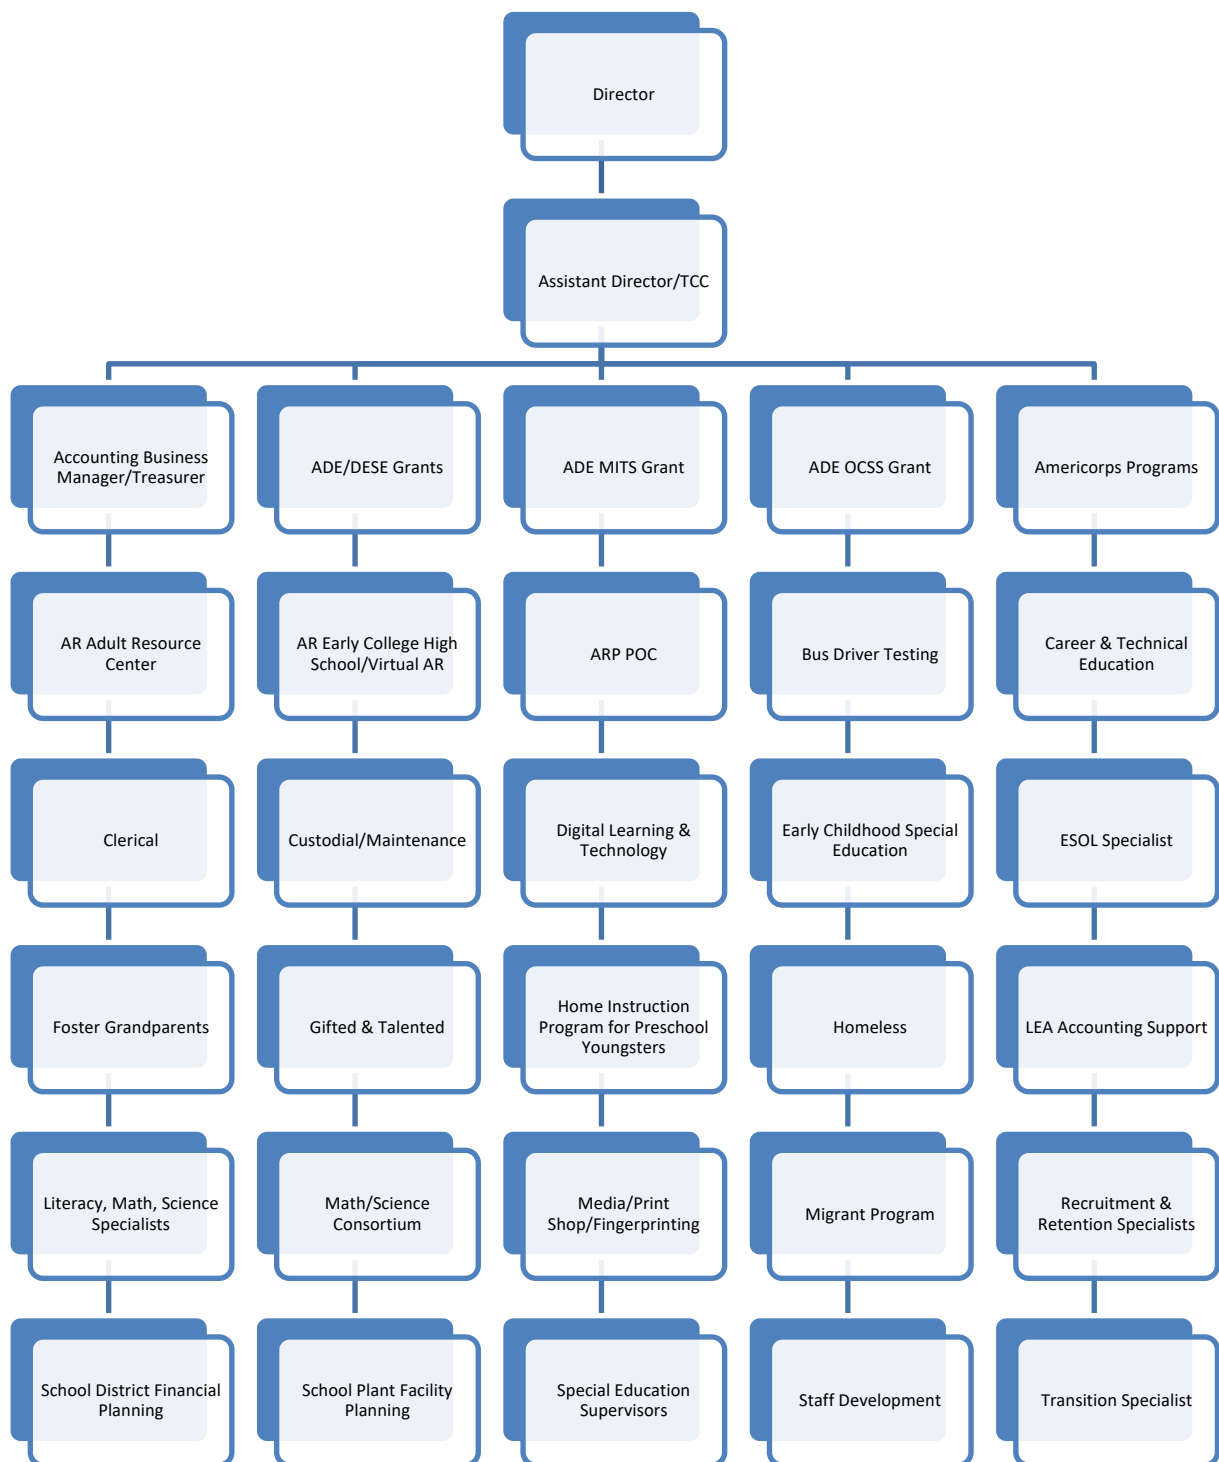 Director
Assistant Director/TCC
Accounting Business
Manager/Treasurer
ADE/DESE Grants
ADE MITS Grant
ADE OCSS Grant
Americorps Programs
AR Adult Resource
Center
AR Early College High
School/Virtual AR
ARP POC
Bus Driver Testing
Career & Technical
Education
Clerical
Custodial/Maintenance
Digital Learning &
Technology
Early Childhood Special
Education
ESOL Specialist
Foster Grandparents
Gifted & Talented
Home Instruction
Program for Preschool
Youngsters
Homeless
LEA Accounting Support
Literacy, Math, Science
Specialists
Math/Science
Consortium
Media/Print
Shop/Fingerprinting
Migrant Program
Recruitment &
Retention Specialists
School District Financial
Planning
School Plant Facility
Planning
Special Education
Supervisors
Staff Development
Transition Specialist